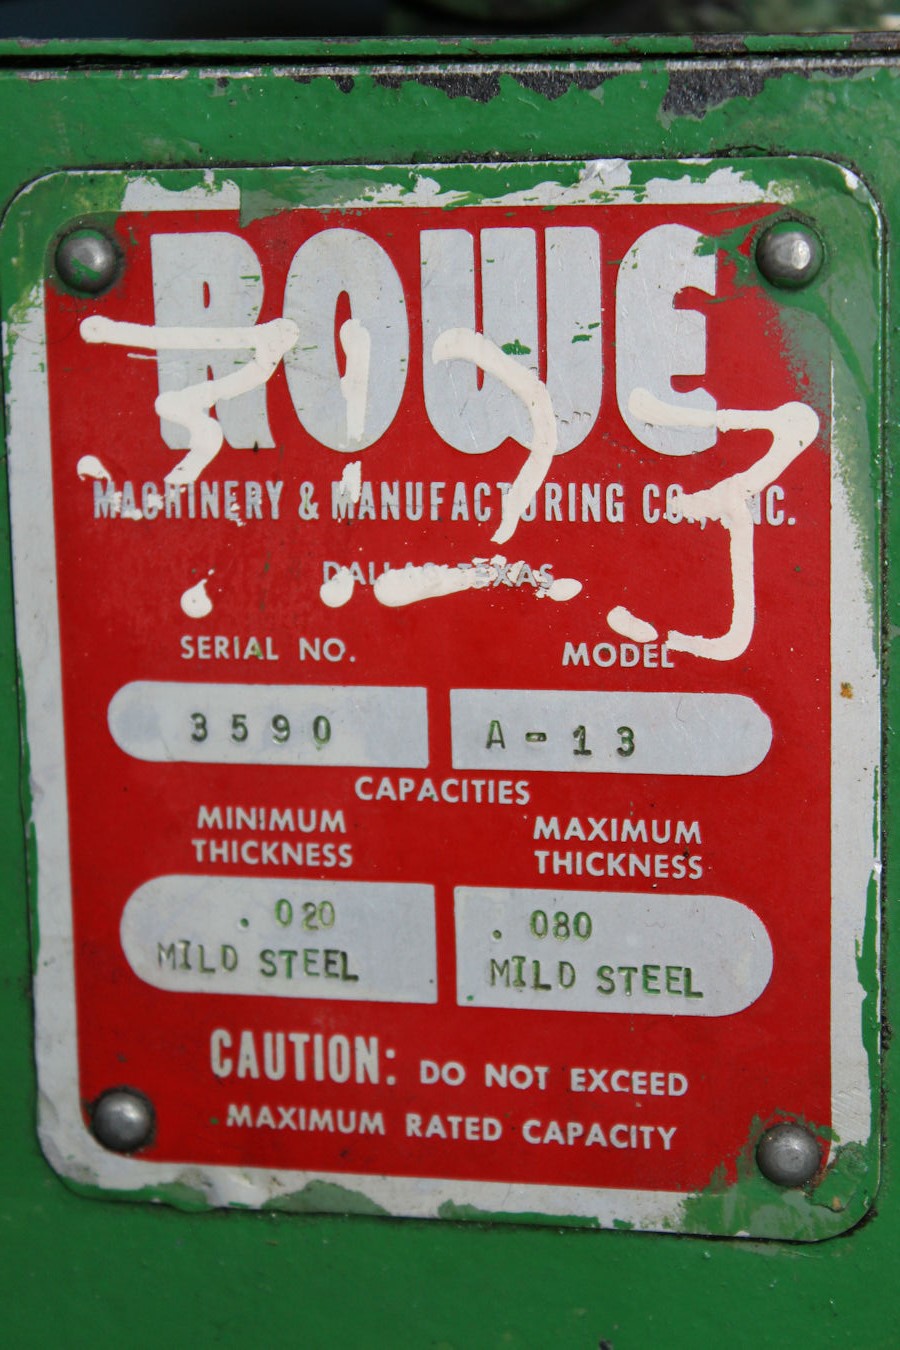 ROWE
MACHINERY & MANUFACTURING CO., INC.
DALLAS TEXAS
SERIAL NO. MODEL
3590 A-13
CAPACITIES
MINIMUM THICKNESS MAXIMUM THICKNESS
.020 MILD STEEL .080 MILD STEEL
CAUTION: DO NOT EXCEED
MAXIMUM RATED CAPACITY